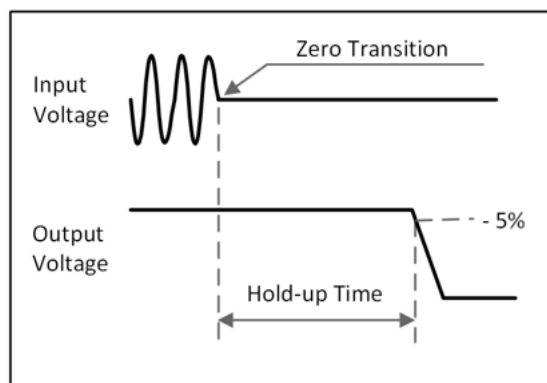 Zero Transition
Input
Voltage
- 5%
Output
Voltage
Hold-up Time